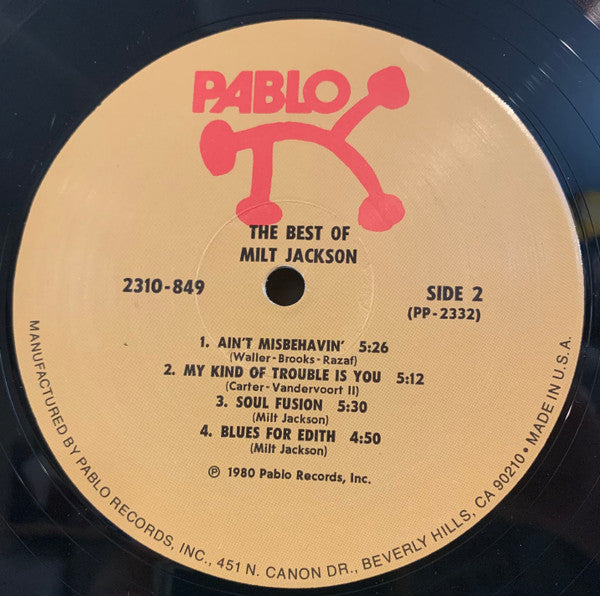 PABLO
THE BEST OF
MILT JACKSON
2310-849
SIDE 2
(PP-2332)
1. AIN'T MISBEHAVIN' 5:26
(Waller-Brooks-Razaf)
2. MY KIND OF TROUBLE IS YOU 5:12
(Carter-Vandervoort II)
3. SOUL FUSION 5:30
(Milt Jackson)
4. BLUES FOR EDITH 4:50
(Milt Jackson)
℗ 1980 Pablo Records, Inc.
MANUFACTURED BY PABLO RECORDS, INC., 451 N. CANON DR., BEVERLY HILLS, CA 90210 • MADE IN U.S.A.